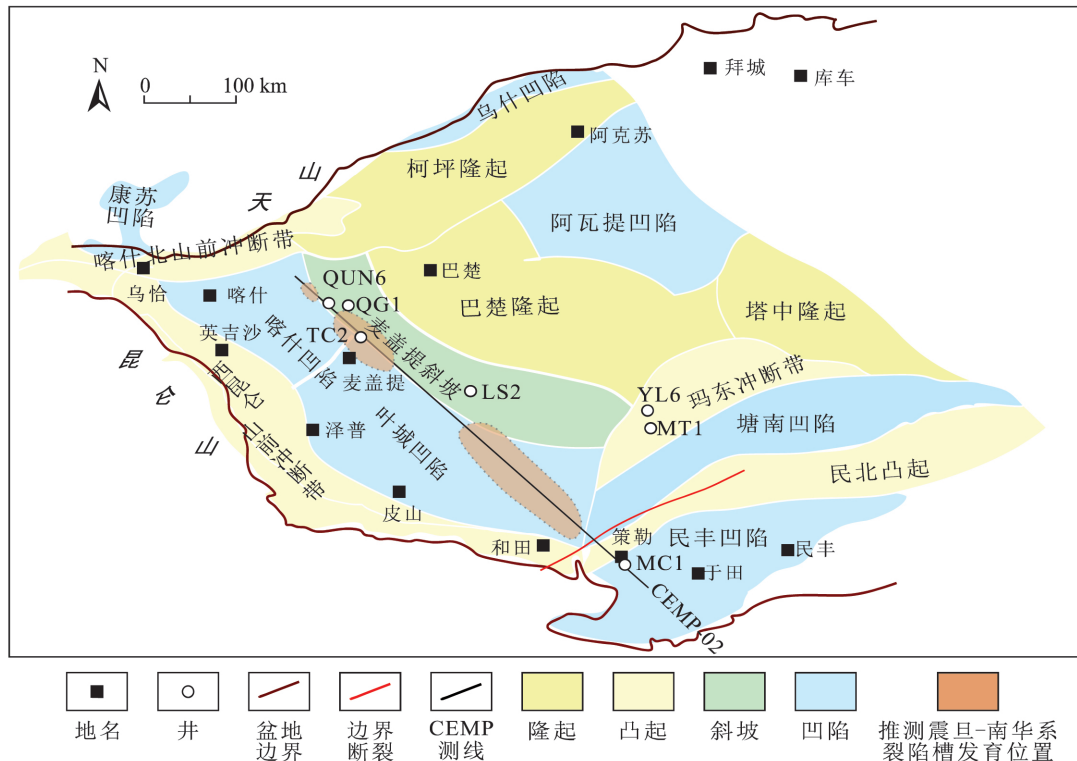 N
0 100 km
拜城
库车
乌什凹陷
阿克苏
天山
柯坪隆起
康苏
凹陷
阿瓦提凹陷
喀什北山前冲断带
乌恰
喀什
QUN6
QG1
巴楚
巴楚隆起
塔中隆起
英吉沙
TC2
喀什凹陷
麦盖提斜坡
麦盖提
昆仑山
西昆仑山前冲断带
LS2
YL6
MT1
玛东冲断带
塘南凹陷
泽普
叶城凹陷
民北凸起
皮山
和田
策勒
民丰凹陷
民丰
MC1
于田
CEMP-02
地名
井
盆地
边界
边界
断裂
CEMP
测线
隆起
凸起
斜坡
凹陷
推测震旦-南华系
裂陷槽发育位置